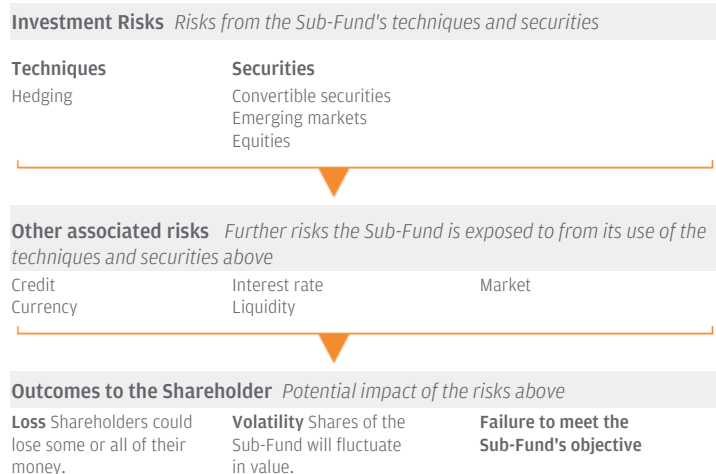 Investment Risks Risks from the Sub-Fund's techniques and securities
Techniques
Hedging
Securities
Convertible securities
Emerging markets
Equities
Other associated risks Further risks the Sub-Fund is exposed to from its use of the
techniques and securities above
Credit
Currency
Interest rate
Liquidity
Market
Outcomes to the Shareholder Potential impact of the risks above
Loss Shareholders could
lose some or all of their
money.
Volatility Shares of the
Sub-Fund will fluctuate
in value.
Failure to meet the
Sub-Fund's objective